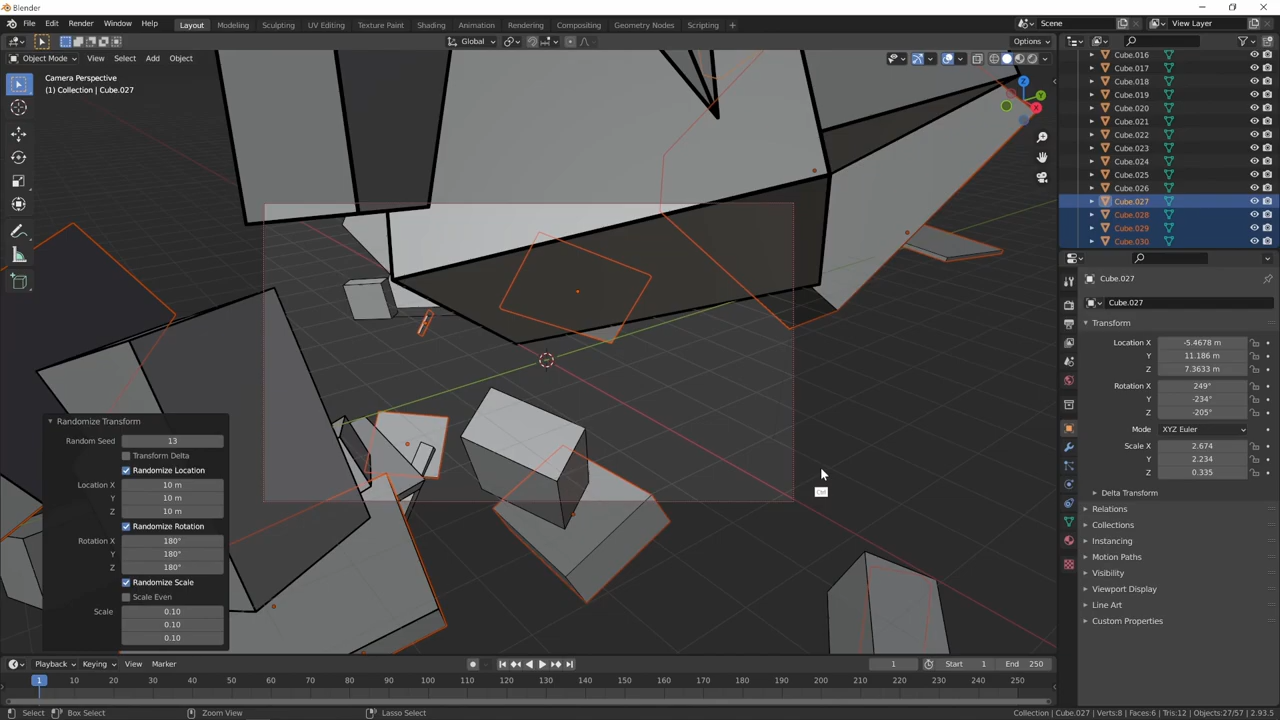 Blender
File Edit Render Window Help Layout Modeling Sculpting UV Editing Texture Paint Shading Animation Rendering Compositing Geometry Nodes Scripting + Scene View Layer
Global Options
Object Mode View Select Add Object
Camera Perspective
(1) Collection | Cube.027
Z
Y
X
Cube.016
Cube.017
Cube.018
Cube.019
Cube.020
Cube.021
Cube.022
Cube.023
Cube.024
Cube.025
Cube.026
Cube.027
Cube.028
Cube.029
Cube.030
Cube.027
Cube.027
Transform
Location X -5.4678 m
Y 11.186 m
Z 7.3633 m
Rotation X 249°
Y -234°
Z -205°
Mode XYZ Euler
Scale X 2.674
Y 2.234
Z 0.335
Delta Transform
Relations
Collections
Instancing
Motion Paths
Visibility
Viewport Display
Line Art
Custom Properties
Ctrl
Randomize Transform
Random Seed 13
Transform Delta
Randomize Location
Location X 10 m
Y 10 m
Z 10 m
Randomize Rotation
Rotation X 180°
Y 180°
Z 180°
Randomize Scale
Scale Even
Scale 0.10
0.10
0.10
Playback Keying View Marker 1 Start 1 End 250
1 10 20 30 40 50 60 70 80 90 100 110 120 130 140 150 160 170 180 190 200 210 220 230 240 250
Select Box Select Zoom View Lasso Select Collection | Cube.027 | Verts:8 | Faces:6 | Tris:12 | Objects:27/57 | 2.93.5